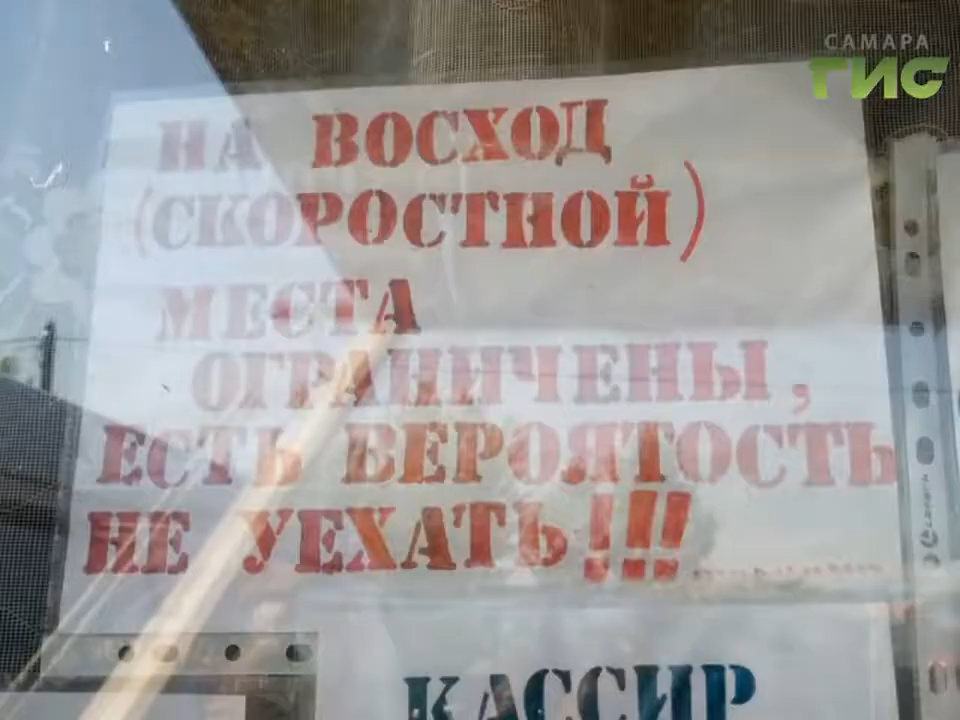 САМАРА
ГИС
НА ВОСХОД
(СКОРОСТНОЙ)
МЕСТА
ОГРАНИЧЕНЫ,
ЕСТЬ ВЕРОЯТОСТЬ
НЕ УЕХАТЬ!!!
КАССИР